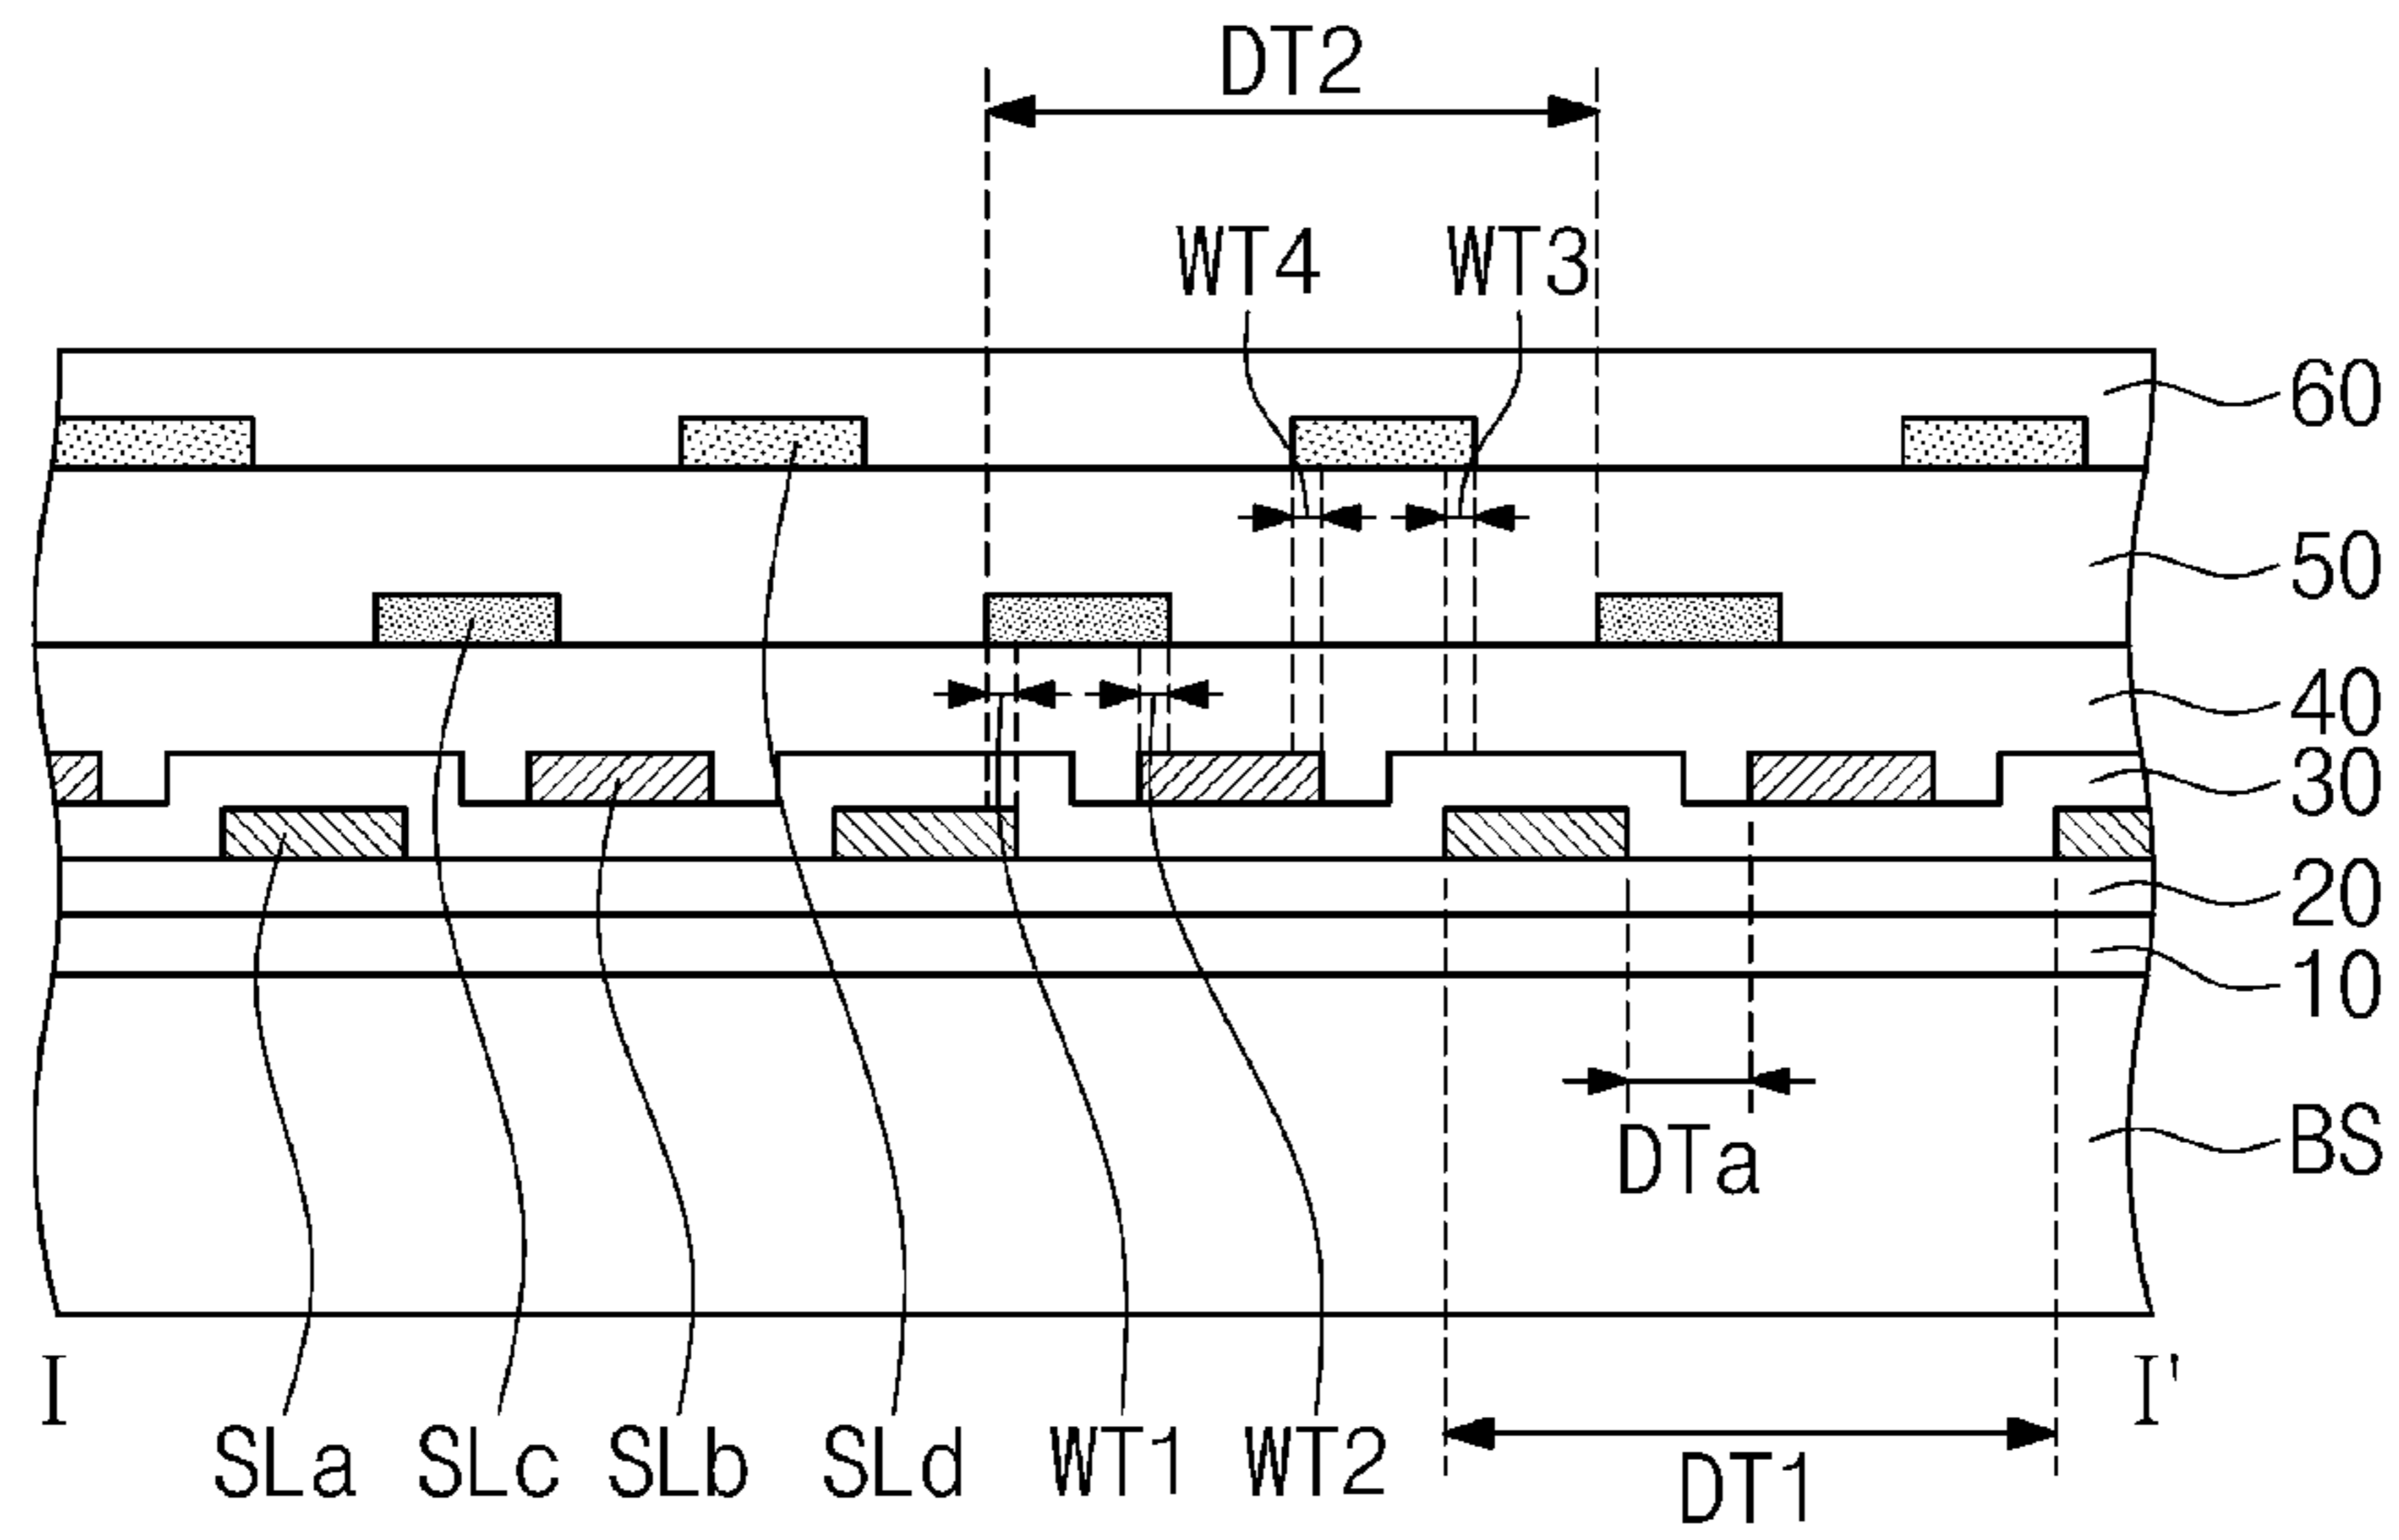 DT2
WT4 WT3
60
50
40
30
20
10
DTa
BS
I I'
SLa SLc SLb SLd WT1 WT2
DT1